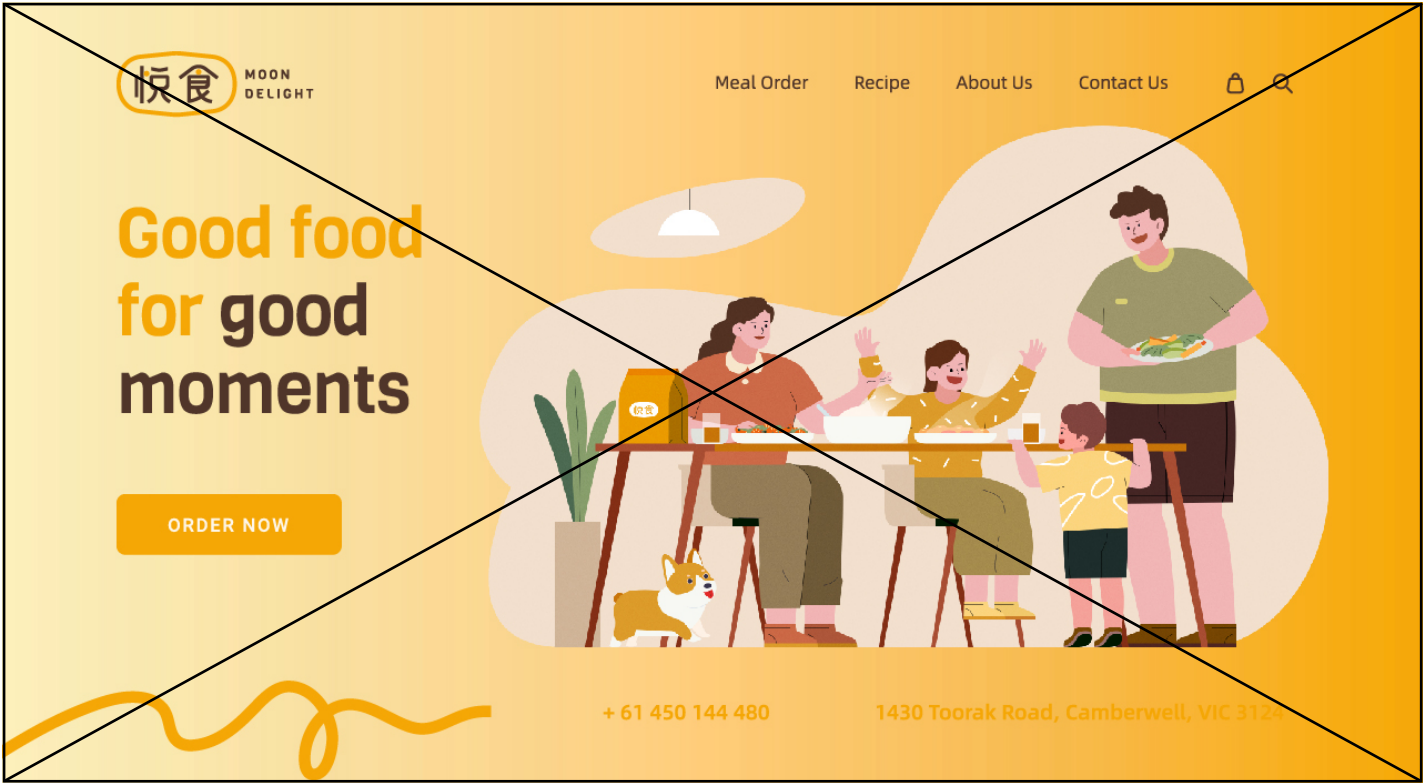 悦食
MOON
DELIGHT
Meal Order
Recipe
About Us
Contact Us
Good food
for good
moments
悦食
ORDER NOW
+ 61 450 144 480
1430 Toorak Road, Camberwell, VIC 3124